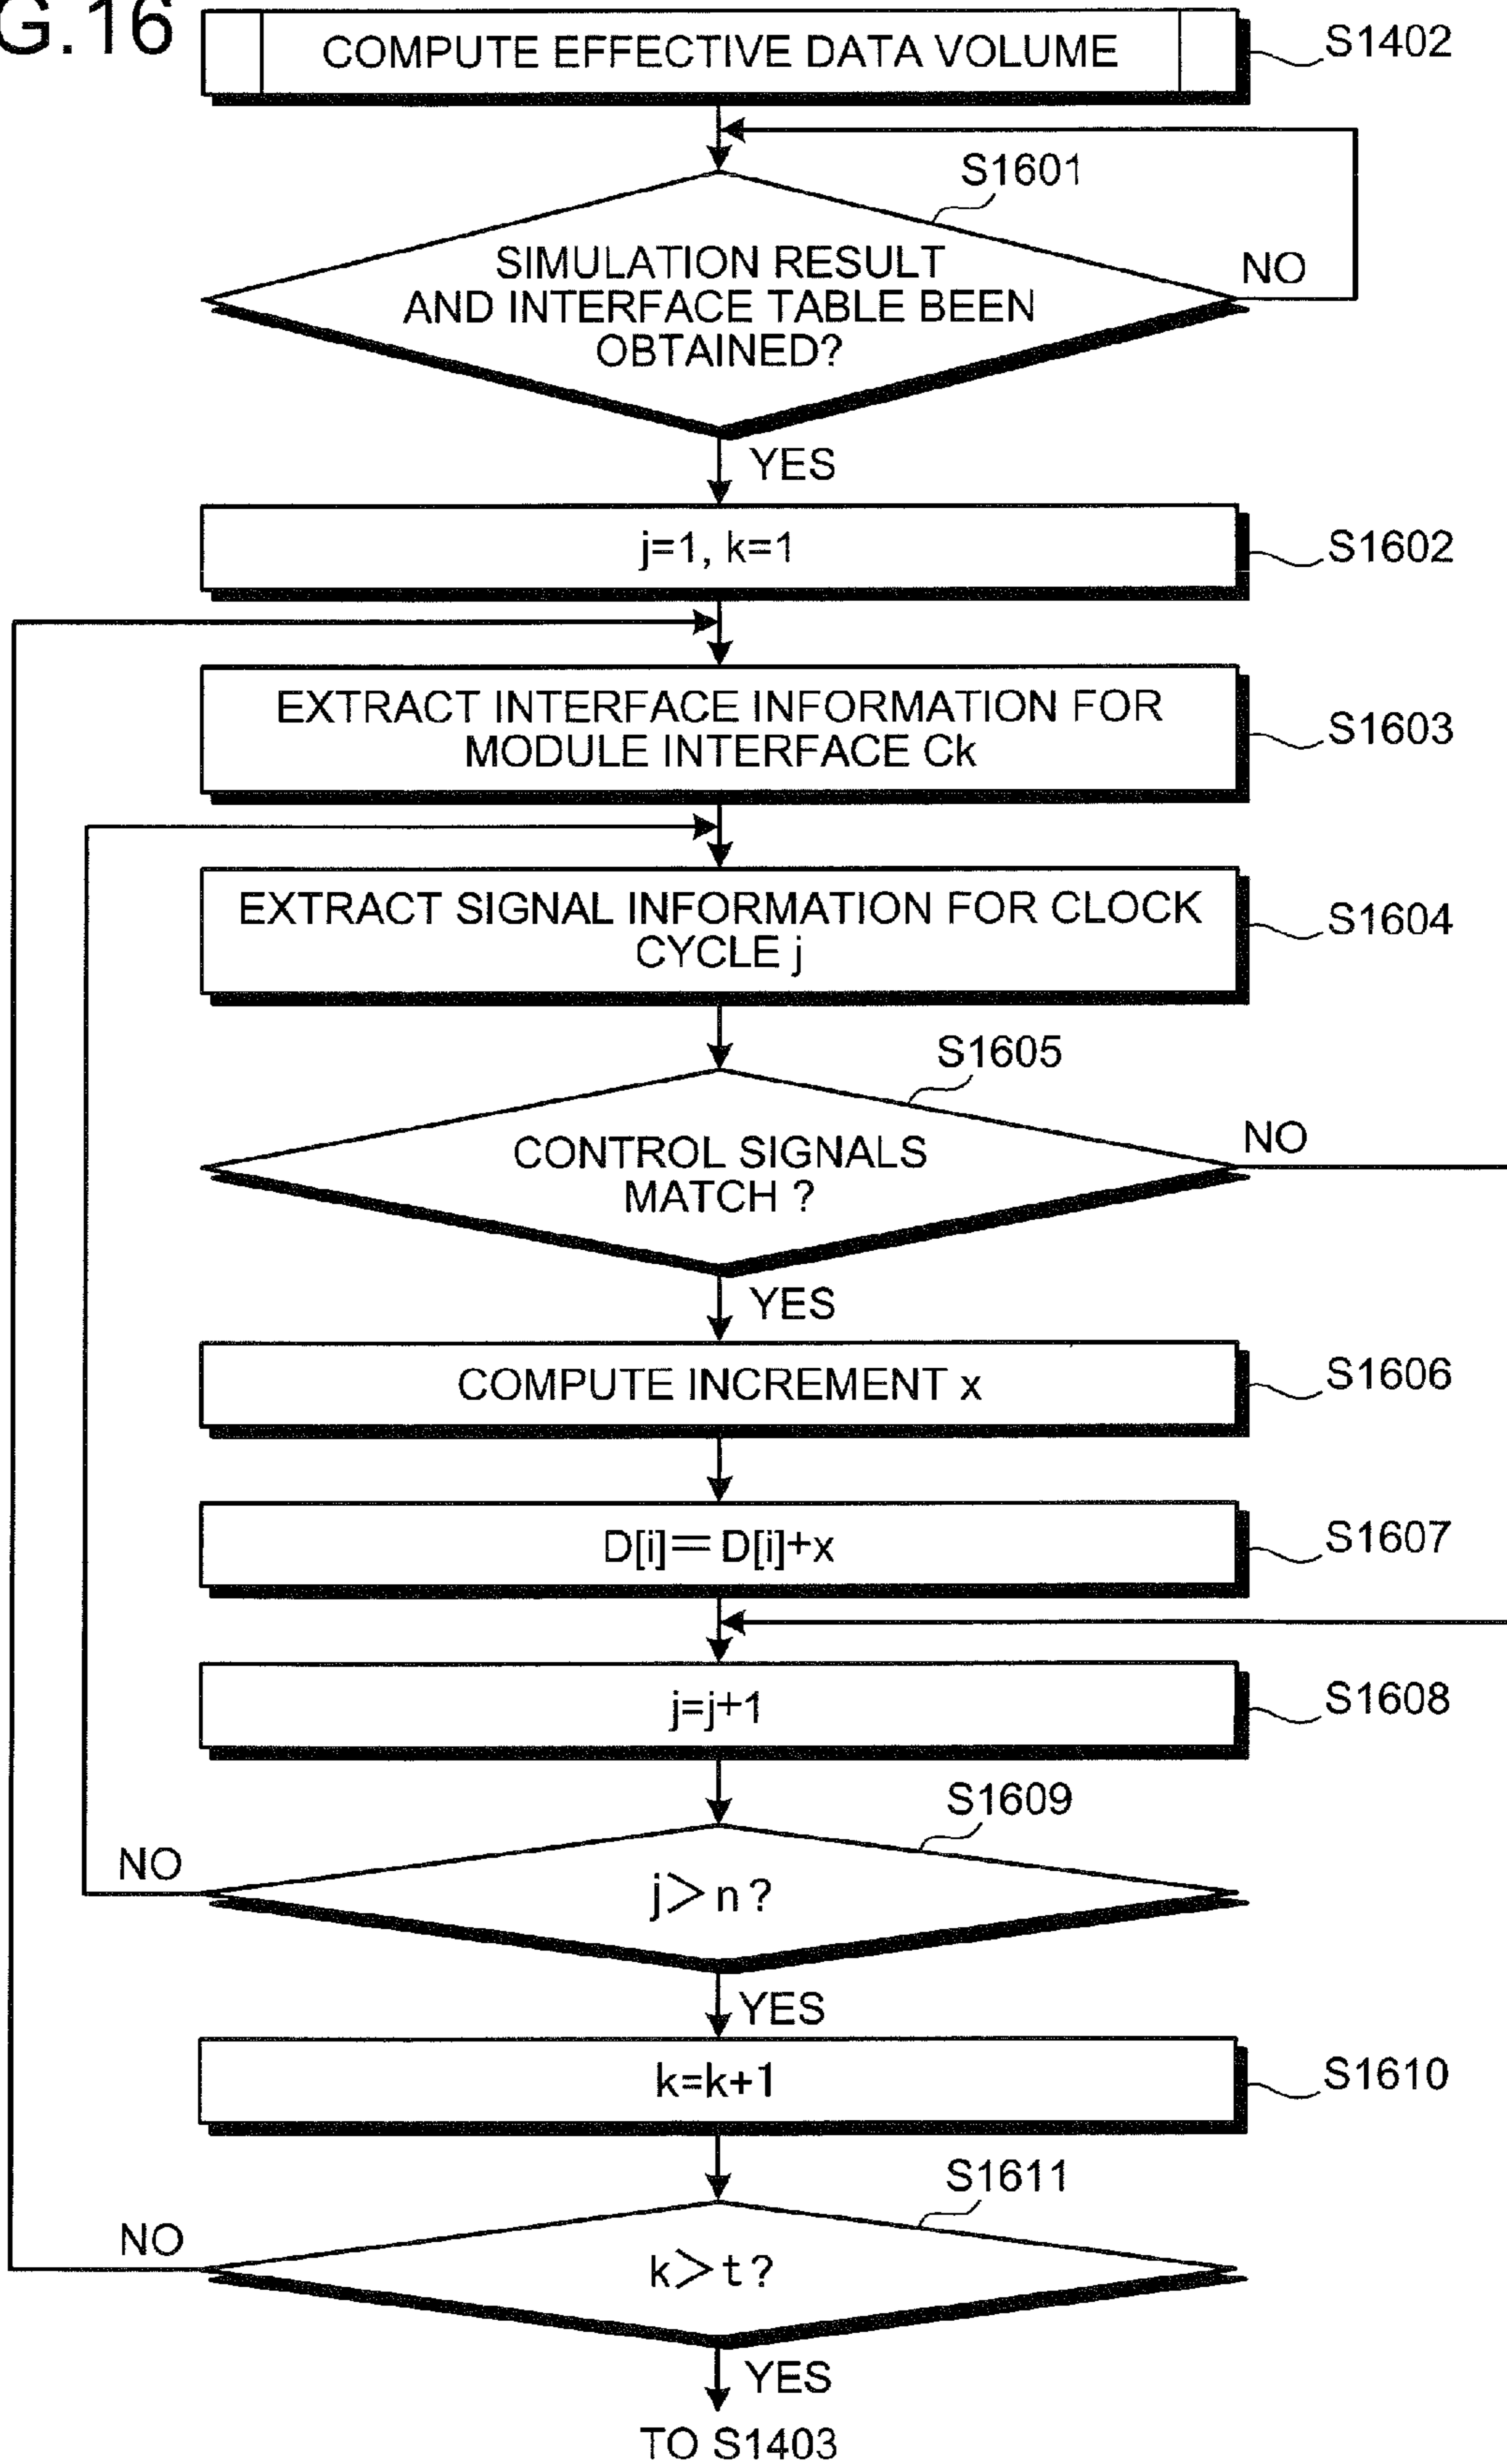 G.16
COMPUTE EFFECTIVE DATA VOLUME
S1402
S1601
SIMULATION RESULT
AND INTERFACE TABLE BEEN
OBTAINED?
NO
YES
j=1, k=1
S1602
EXTRACT INTERFACE INFORMATION FOR
MODULE INTERFACE Ck
S1603
EXTRACT SIGNAL INFORMATION FOR CLOCK
CYCLE j
S1604
S1605
CONTROL SIGNALS
MATCH ?
NO
YES
COMPUTE INCREMENT x
S1606
D[i]=D[i]+x
S1607
j=j+1
S1608
S1609
NO
j>n?
YES
k=k+1
S1610
S1611
NO
k>t?
YES
TO S1403